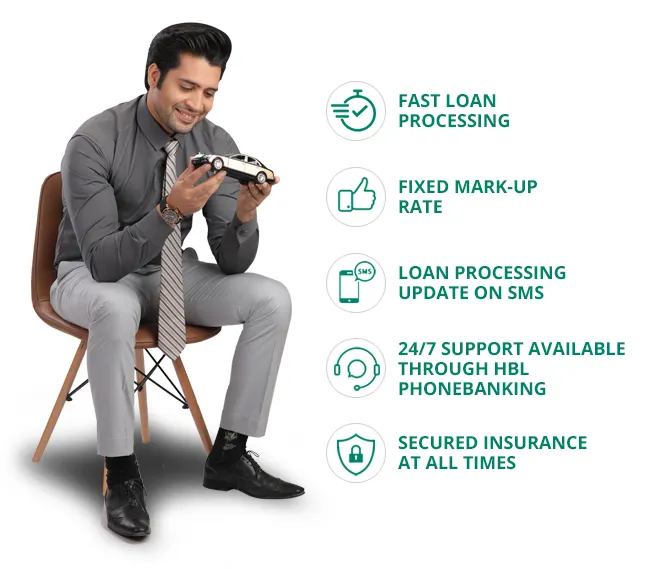 FAST LOAN
PROCESSING
FIXED MARK-UP
RATE
SMS
LOAN PROCESSING
UPDATE ON SMS
24/7 SUPPORT AVAILABLE
THROUGH HBL
PHONEBANKING
SECURED INSURANCE
AT ALL TIMES